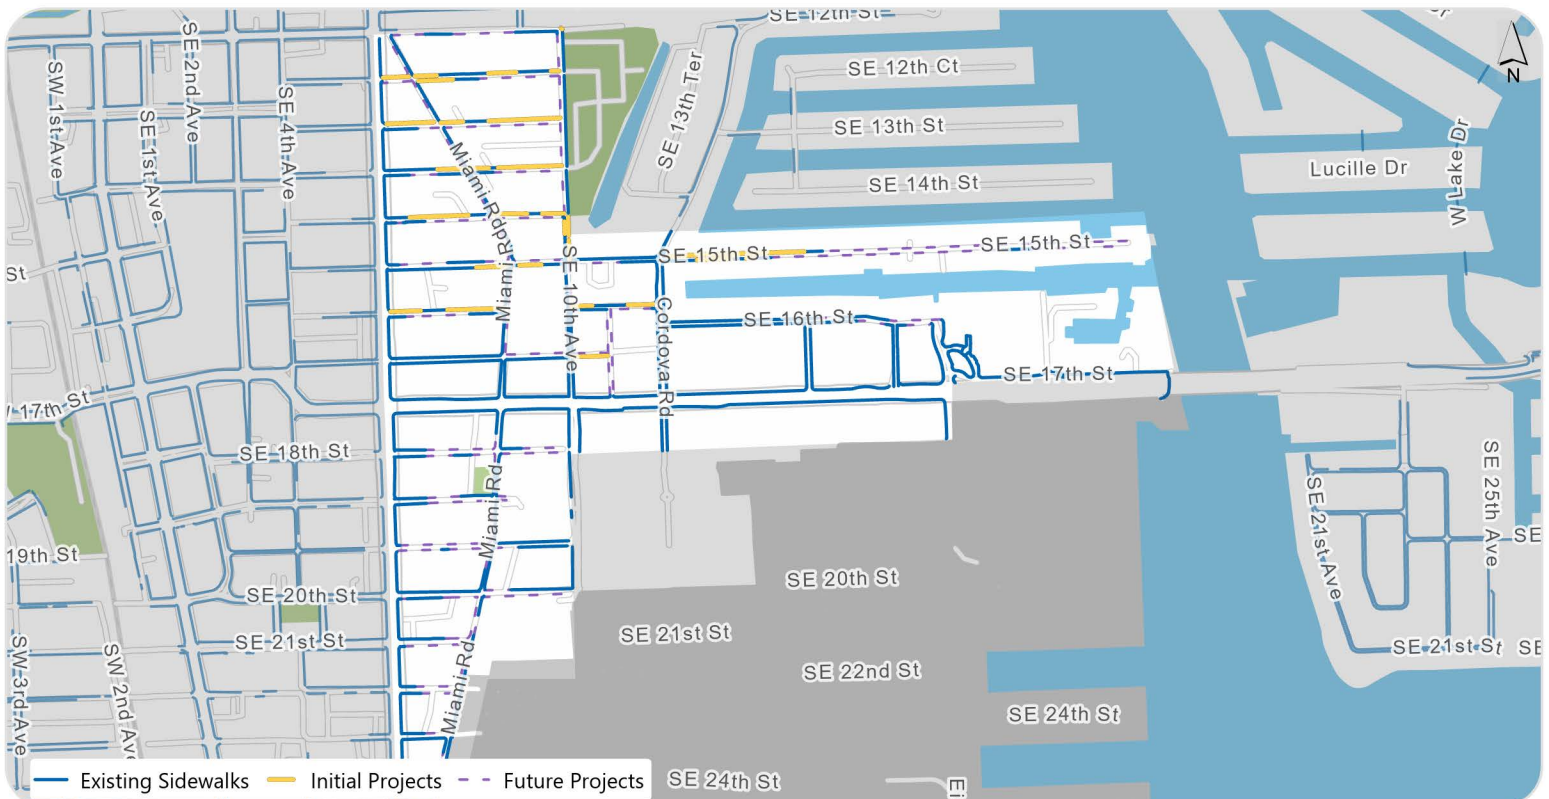 SE 12th St
SE 2nd Ave
SW 1st Ave
SE 12th Ct
N
SE 4th Ave
SE 1st Ave
SE 13th Ter
SE 13th St
W Lake Dr
Lucille Dr
SE 14th St
Miami Rd
Rd
SE 15th St
SE 15th St
St
Miami
SE 10th Ave
Cordova Rd
SE 16th St
SE 17th St
17th St
SE 18th St
Miami Rd
SE 21st Ave
SE 25th Ave
19th St
SE
SE 20th St
SE 20th St
SE 21st St
SE 21st St
SE 21st St
SE
SW 3rd Ave
SW 2nd Ave
Miami Rd
SE 22nd St
SE 24th St
SE 24th St
Ei
Existing Sidewalks
Initial Projects
Future Projects